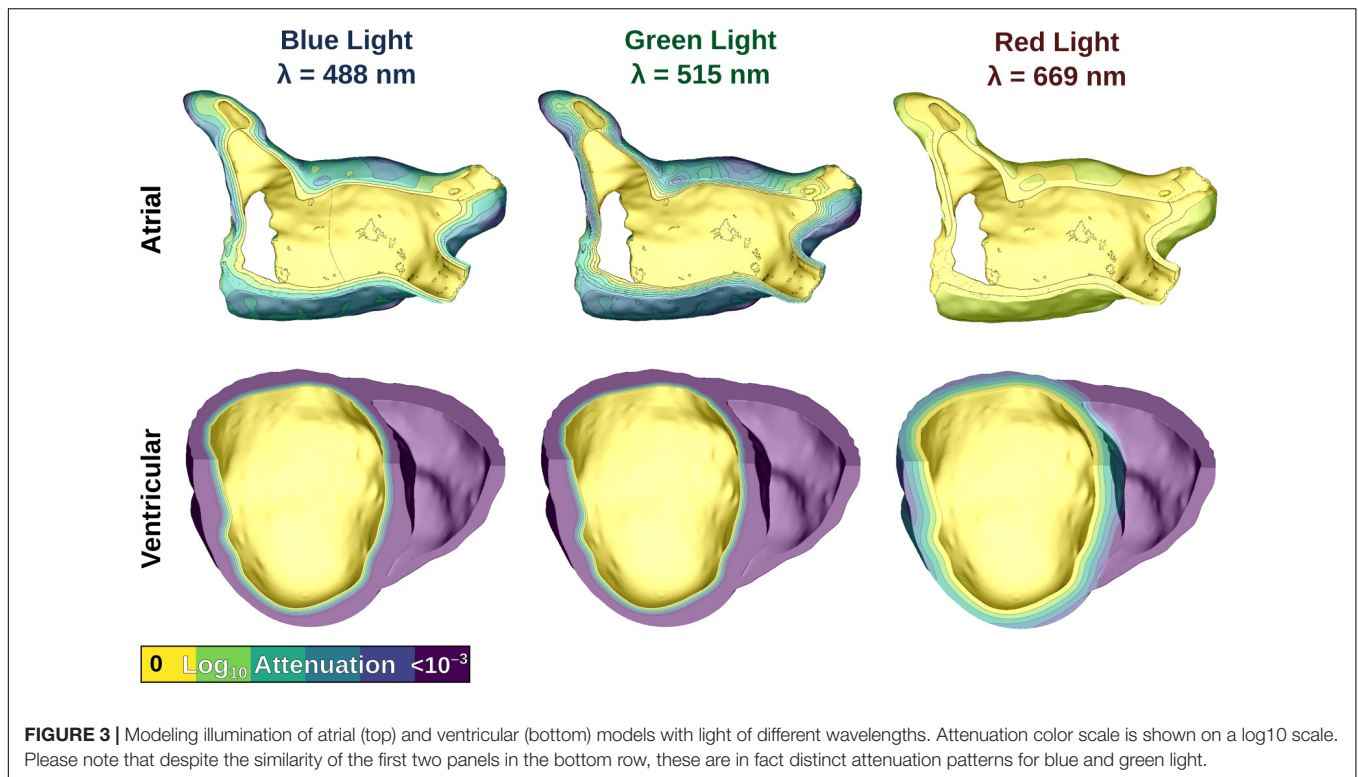 Blue Light
λ = 488 nm
Green Light
λ = 515 nm
Red Light
λ = 669 nm
Atrial
Ventricular
0 Log₁₀ Attenuation <10⁻³
FIGURE 3 | Modeling illumination of atrial (top) and ventricular (bottom) models with light of different wavelengths. Attenuation color scale is shown on a log10 scale.
Please note that despite the similarity of the first two panels in the bottom row, these are in fact distinct attenuation patterns for blue and green light.